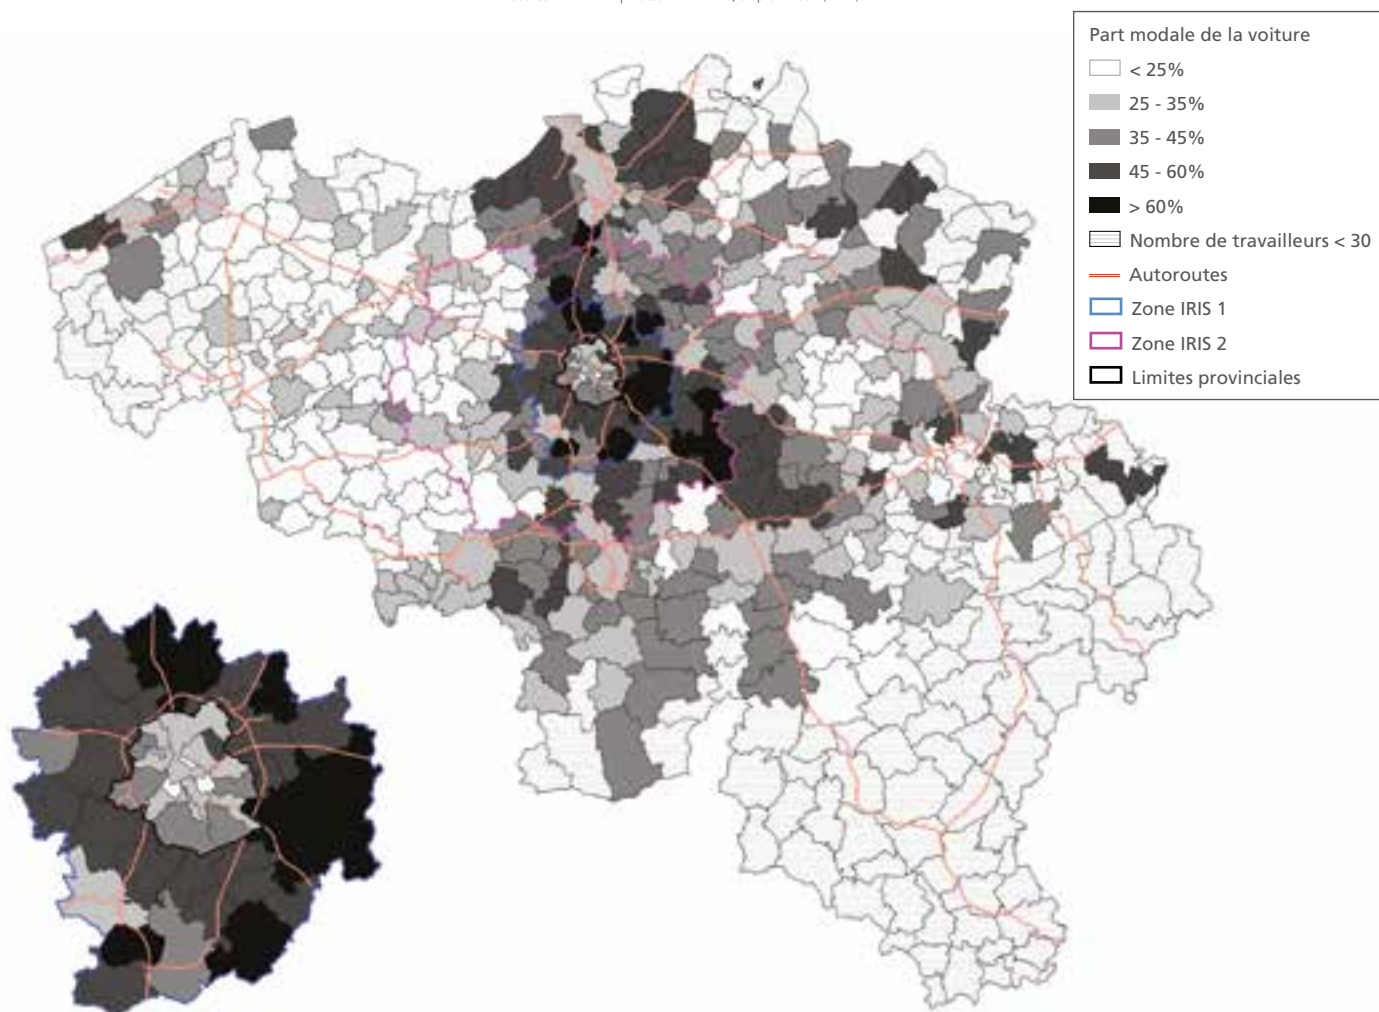 Part modale de la voiture
< 25%
25 - 35%
35 - 45%
45 - 60%
> 60%
Nombre de travailleurs < 30
Autoroutes
Zone IRIS 1
Zone IRIS 2
Limites provinciales